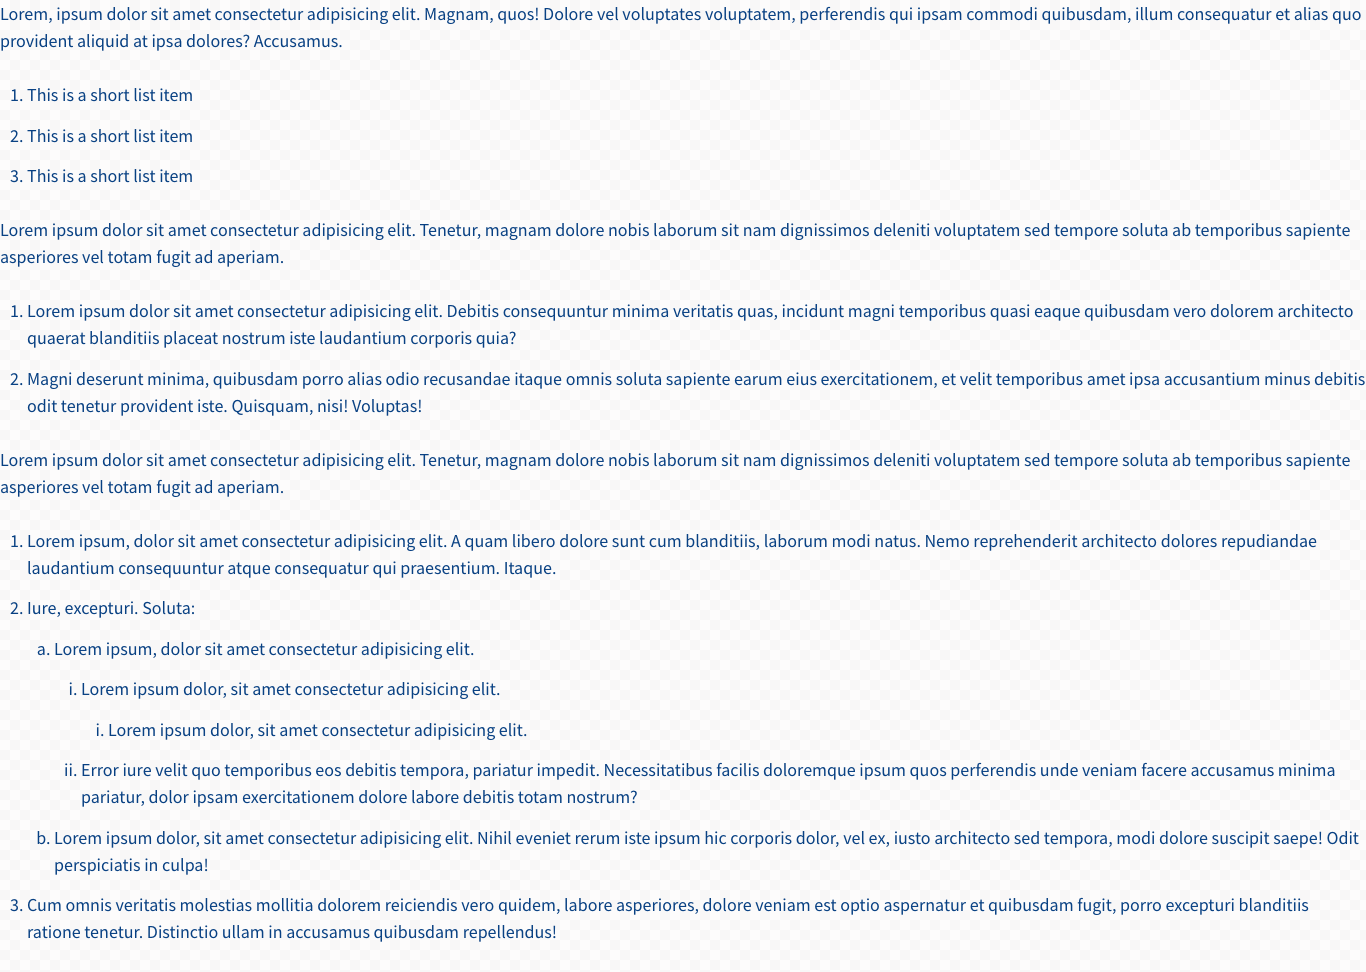 Lorem, ipsum dolor sit amet consectetur adipisicing elit. Magnam, quos! Dolore vel voluptates voluptatem, perferendis qui ipsam commodi quibusdam, illum consequatur et alias quo
provident aliquid at ipsa dolores? Accusamus.
1. This is a short list item
2. This is a short list item
3. This is a short list item
Lorem ipsum dolor sit amet consectetur adipisicing elit. Tenetur, magnam dolore nobis laborum sit nam dignissimos deleniti voluptatem sed tempore soluta ab temporibus sapiente
asperiores vel totam fugit ad aperiam.
1. Lorem ipsum dolor sit amet consectetur adipisicing elit. Debitis consequuntur minima veritatis quas, incidunt magni temporibus quasi eaque quibusdam vero dolorem architecto
quaerat blanditiis placeat nostrum iste laudantium corporis quia?
2. Magni deserunt minima, quibusdam porro alias odio recusandae itaque omnis soluta sapiente earum eius exercitationem, et velit temporibus amet ipsa accusantium minus debitis
odit tenetur provident iste. Quisquam, nisi! Voluptas!
Lorem ipsum dolor sit amet consectetur adipisicing elit. Tenetur, magnam dolore nobis laborum sit nam dignissimos deleniti voluptatem sed tempore soluta ab temporibus sapiente
asperiores vel totam fugit ad aperiam.
1. Lorem ipsum, dolor sit amet consectetur adipisicing elit. A quam libero dolore sunt cum blanditiis, laborum modi natus. Nemo reprehenderit architecto dolores repudiandae
laudantium consequuntur atque consequatur qui praesentium. Itaque.
2. Iure, excepturi. Soluta:
a. Lorem ipsum, dolor sit amet consectetur adipisicing elit.
i. Lorem ipsum dolor, sit amet consectetur adipisicing elit.
i. Lorem ipsum dolor, sit amet consectetur adipisicing elit.
ii. Error iure velit quo temporibus eos debitis tempora, pariatur impedit. Necessitatibus facilis doloremque ipsum quos perferendis unde veniam facere accusamus minima
pariatur, dolor ipsam exercitationem dolore labore debitis totam nostrum?
b. Lorem ipsum dolor, sit amet consectetur adipisicing elit. Nihil eveniet rerum iste ipsum hic corporis dolor, vel ex, iusto architecto sed tempora, modi dolore suscipit saepe! Odit
perspiciatis in culpa!
3. Cum omnis veritatis molestias mollitia dolorem reiciendis vero quidem, labore asperiores, dolore veniam est optio aspernatur et quibusdam fugit, porro excepturi blanditiis
ratione tenetur. Distinctio ullam in accusamus quibusdam repellendus!